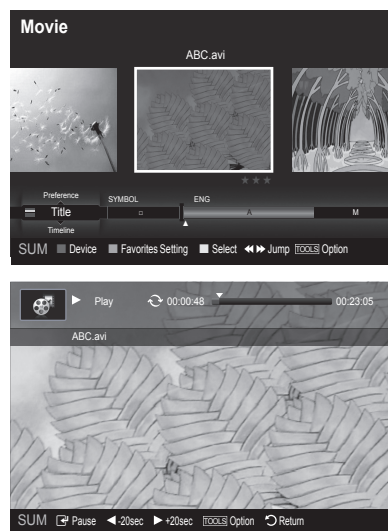 Movie
ABC.avi
★★★
Preference
SYMBOL ENG
Title □ A M
Timeline
SUM Device Favorites Setting Select ◀◀ ▶▶ Jump TOOLS Option
▶ Play 00:00:48 00:23:05
ABC.avi
SUM Pause ◀ -20sec ▶ +20sec TOOLS Option Return